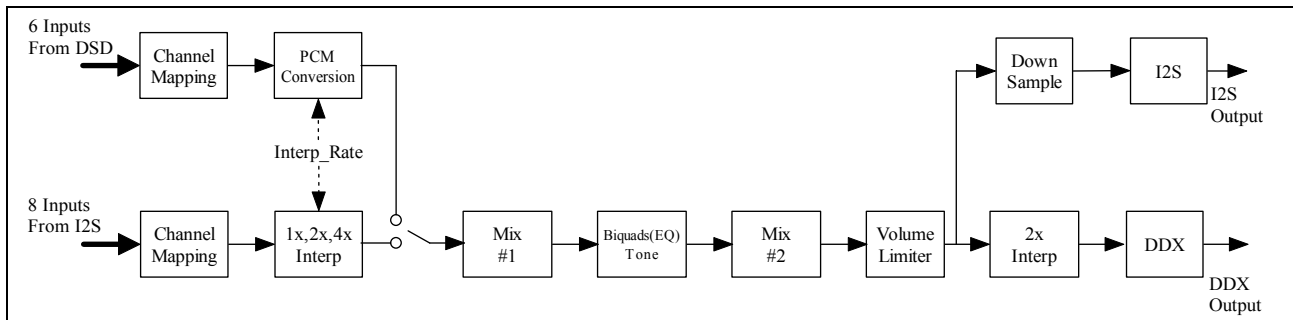 6 Inputs
From DSD
Channel
Mapping
PCM
Conversion
Down
Sample
I2S
I2S
Output
Interp_Rate
8 Inputs
From I2S
Channel
Mapping
1x,2x,4x
Interp
Mix
#1
Biquads(EQ)
Tone
Mix
#2
Volume
Limiter
2x
Interp
DDX
DDX
Output